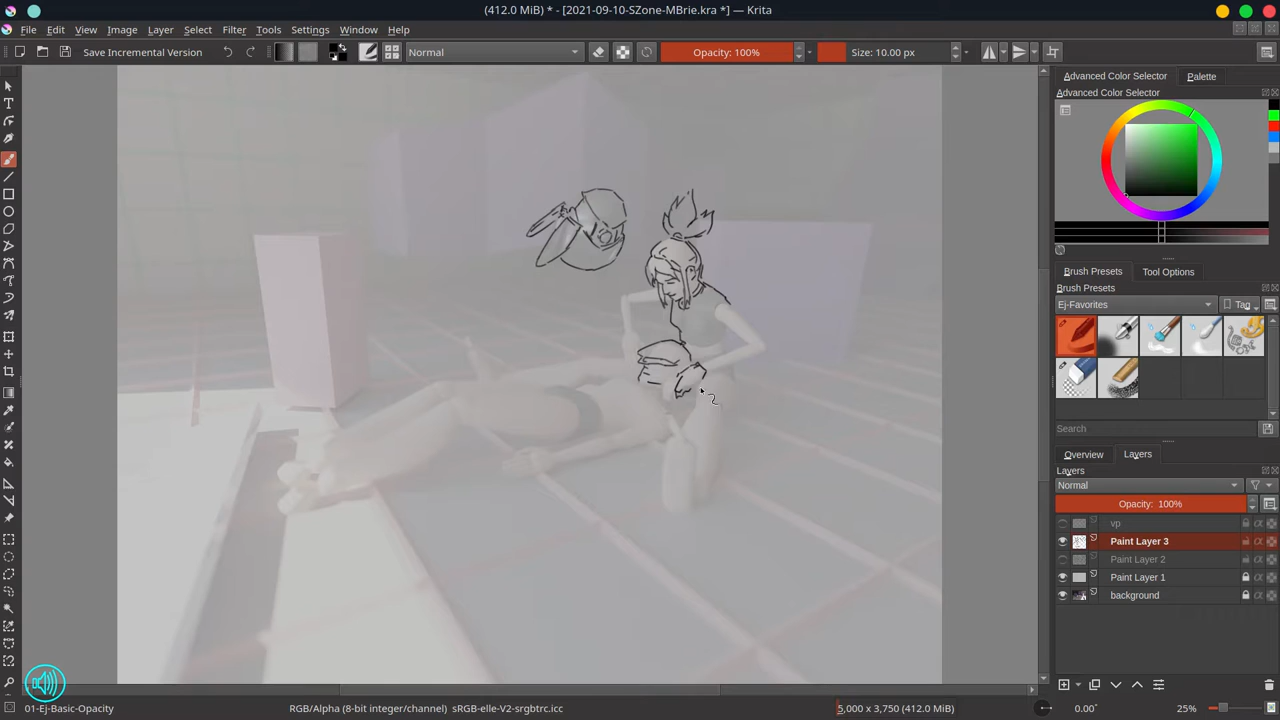 (412.0 MiB) * - [2021-09-10-SZone-MBrie.kra *] — Krita
File Edit View Image Layer Select Filter Tools Settings Window Help
Save Incremental Version Normal Opacity: 100% Size: 10.00 px
Advanced Color Selector Palette
Advanced Color Selector
Brush Presets Tool Options
Brush Presets
Ej-Favorites Tag
Search
Overview Layers
Layers
Normal
Opacity: 100%
vp
Paint Layer 3
Paint Layer 2
Paint Layer 1
background
01-Ej-Basic-Opacity RGB/Alpha (8-bit integer/channel) sRGB-elle-V2-srgbtrc.icc 5,000 x 3,750 (412.0 MiB) 0.00° 25%